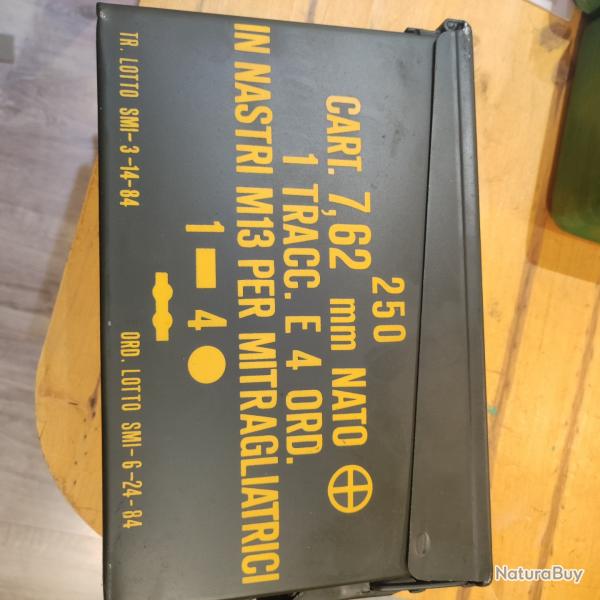 250
CART. 7,62 mm NATO
1 TRACC. E 4 ORD.
IN NASTRI M13 PER MITRAGLIATRICI
1 4
TR. LOTTO SMI-3-14-84
ORD. LOTTO SMI-6-24-84
NaturaBuy